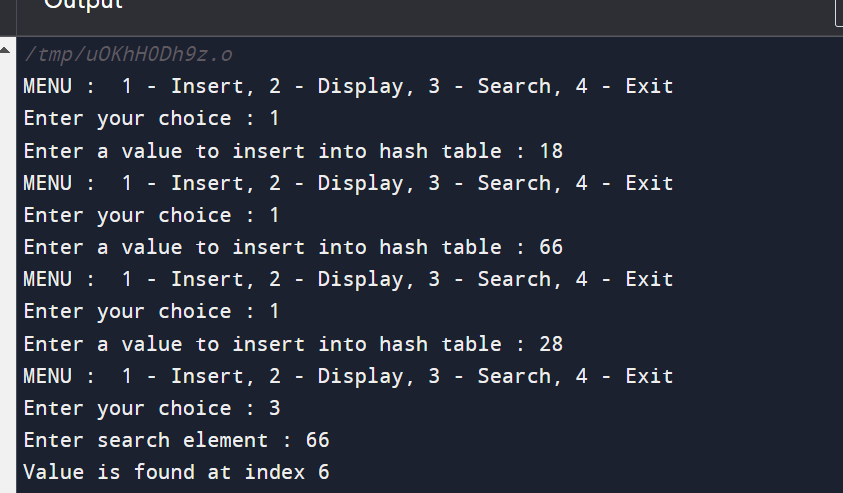 Output
/tmp/uOKhH0Dh9z.o
MENU :  1 - Insert, 2 - Display, 3 - Search, 4 - Exit
Enter your choice : 1
Enter a value to insert into hash table : 18
MENU :  1 - Insert, 2 - Display, 3 - Search, 4 - Exit
Enter your choice : 1
Enter a value to insert into hash table : 66
MENU :  1 - Insert, 2 - Display, 3 - Search, 4 - Exit
Enter your choice : 1
Enter a value to insert into hash table : 28
MENU :  1 - Insert, 2 - Display, 3 - Search, 4 - Exit
Enter your choice : 3
Enter search element : 66
Value is found at index 6